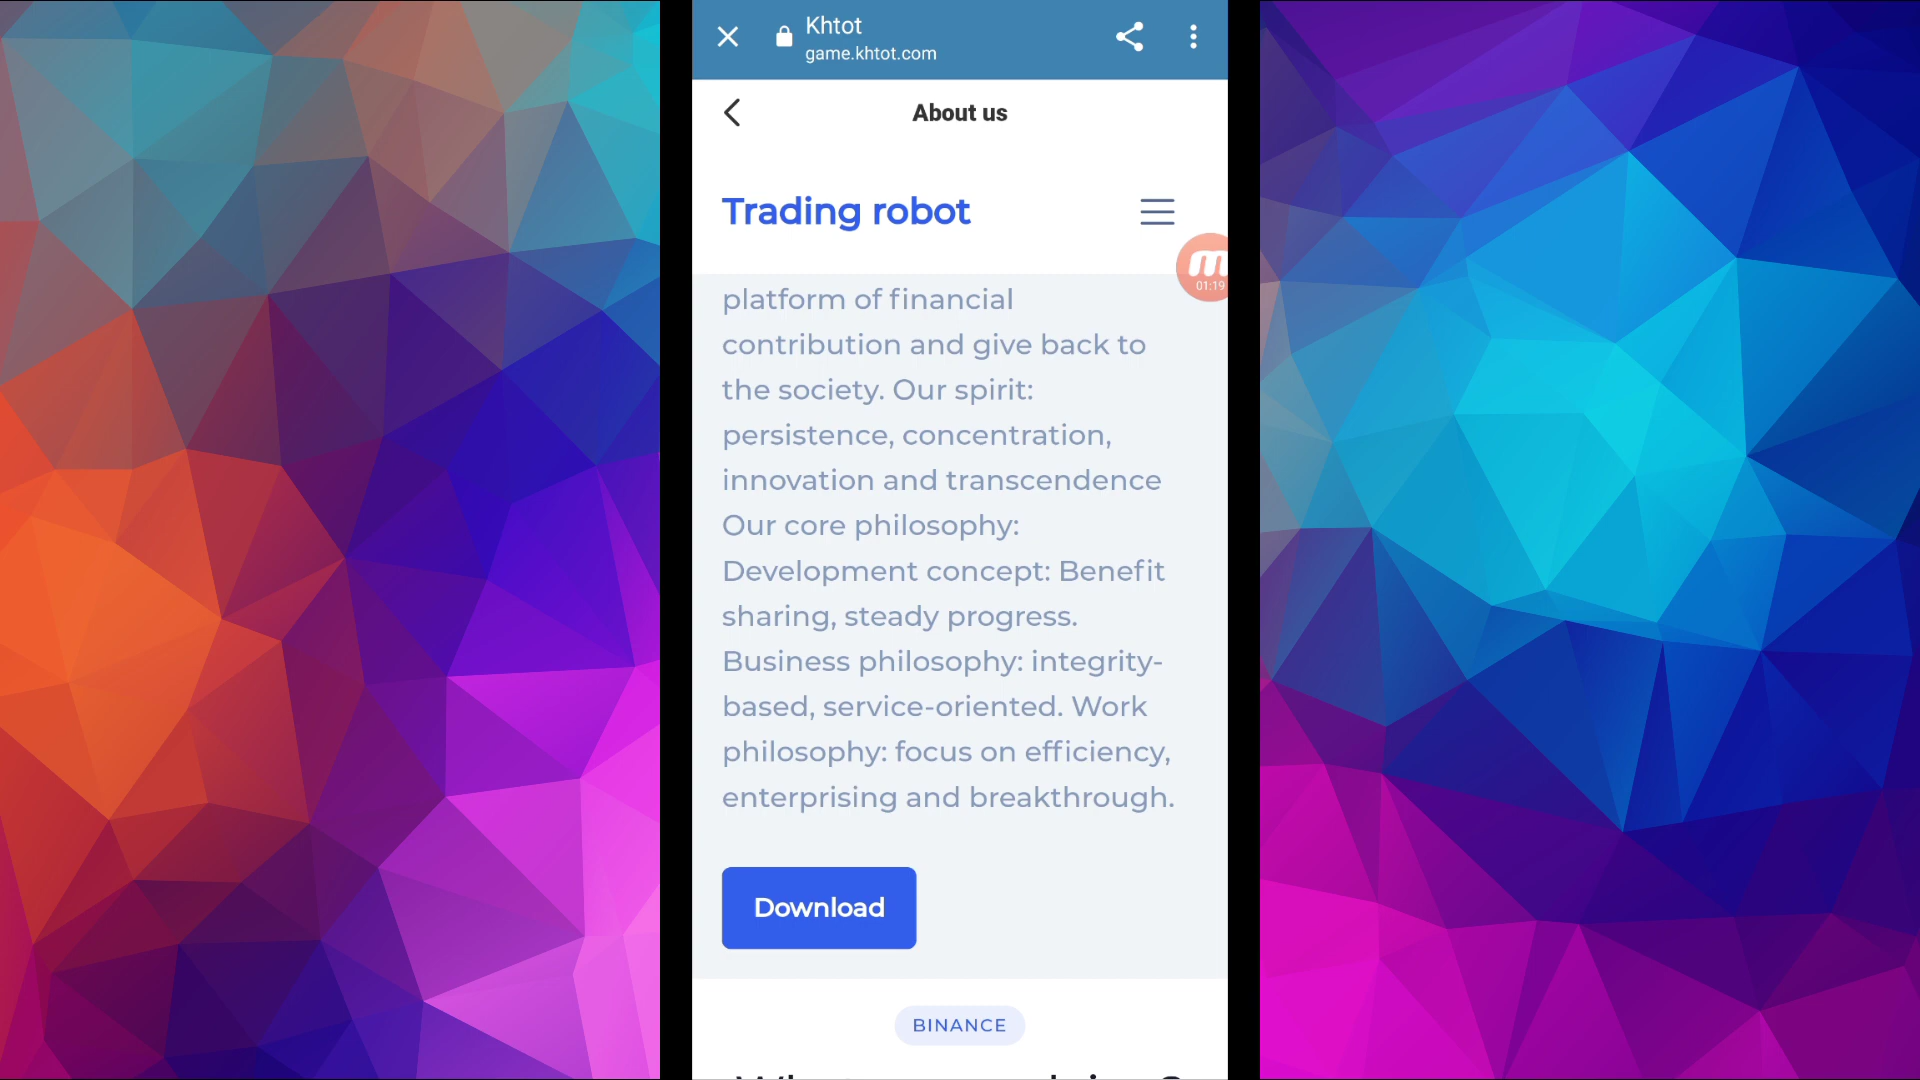 Khtot
game.khtot.com
About us
Trading robot
01:19
platform of financial
contribution and give back to
the society. Our spirit:
persistence, concentration,
innovation and transcendence
Our core philosophy:
Development concept: Benefit
sharing, steady progress.
Business philosophy: integrity-
based, service-oriented. Work
philosophy: focus on efficiency,
enterprising and breakthrough.
Download
BINANCE